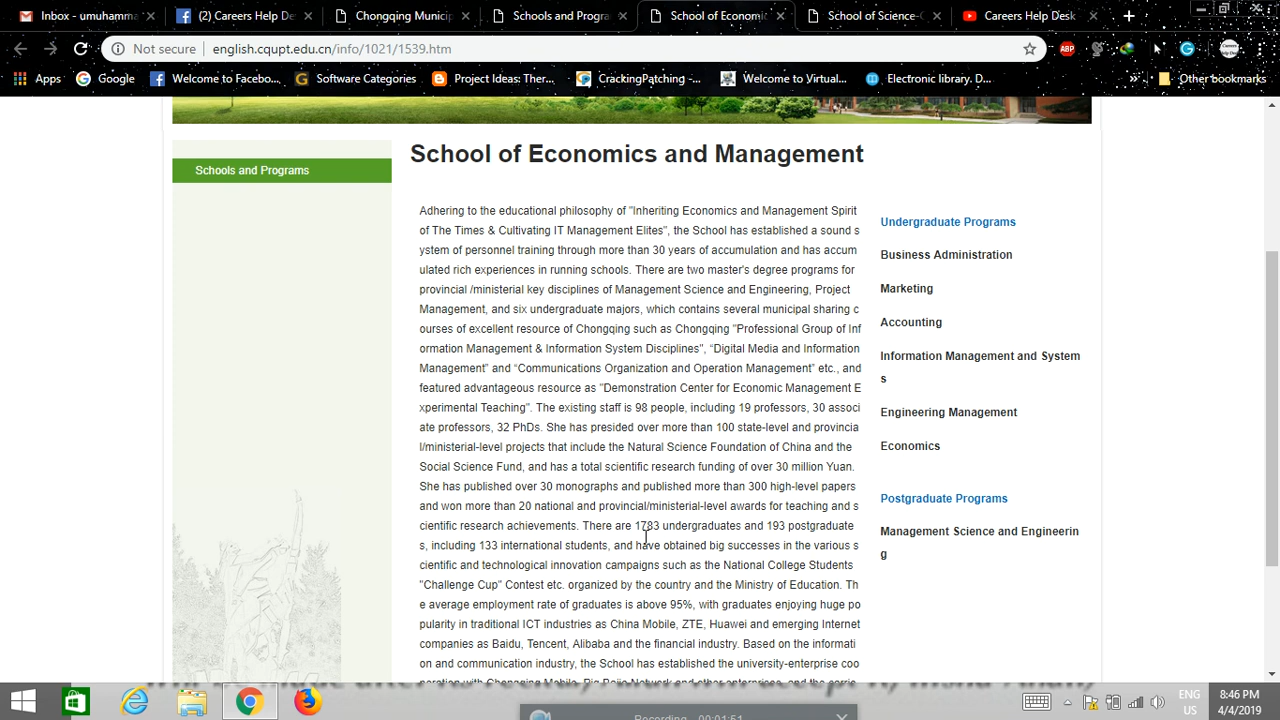 Inbox - umuhamma
(2) Careers Help De
Chongqing Municip
Schools and Progra
School of Economic
School of Science-C
Careers Help Desk
Not secure
english.cqupt.edu.cn/info/1021/1539.htm
ABP
Apps
Google
Welcome to Facebo...
Software Categories
Project Ideas: Ther...
CrackingPatching -...
Welcome to Virtual...
Electronic library. D...
Other bookmarks
School of Economics and Management
Schools and Programs
Adhering to the educational philosophy of "Inheriting Economics and Management Spirit
of The Times & Cultivating IT Management Elites", the School has established a sound s
ystem of personnel training through more than 30 years of accumulation and has accum
ulated rich experiences in running schools. There are two master's degree programs for
provincial /ministerial key disciplines of Management Science and Engineering, Project
Management, and six undergraduate majors, which contains several municipal sharing c
ourses of excellent resource of Chongqing such as Chongqing "Professional Group of Inf
ormation Management & Information System Disciplines", "Digital Media and Information
Management" and "Communications Organization and Operation Management" etc., and
featured advantageous resource as "Demonstration Center for Economic Management E
xperimental Teaching". The existing staff is 98 people, including 19 professors, 30 associ
ate professors, 32 PhDs. She has presided over more than 100 state-level and provincia
l/ministerial-level projects that include the Natural Science Foundation of China and the
Social Science Fund, and has a total scientific research funding of over 30 million Yuan.
She has published over 30 monographs and published more than 300 high-level papers
and won more than 20 national and provincial/ministerial-level awards for teaching and s
cientific research achievements. There are 1783 undergraduates and 193 postgraduate
s, including 133 international students, and have obtained big successes in the various s
cientific and technological innovation campaigns such as the National College Students
"Challenge Cup" Contest etc. organized by the country and the Ministry of Education. Th
e average employment rate of graduates is above 95%, with graduates enjoying huge po
pularity in traditional ICT industries as China Mobile, ZTE, Huawei and emerging Internet
companies as Baidu, Tencent, Alibaba and the financial industry. Based on the informati
on and communication industry, the School has established the university-enterprise coo
Undergraduate Programs
Business Administration
Marketing
Accounting
Information Management and System
s
Engineering Management
Economics
Postgraduate Programs
Management Science and Engineerin
g
ENG
US
8:46 PM
4/4/2019